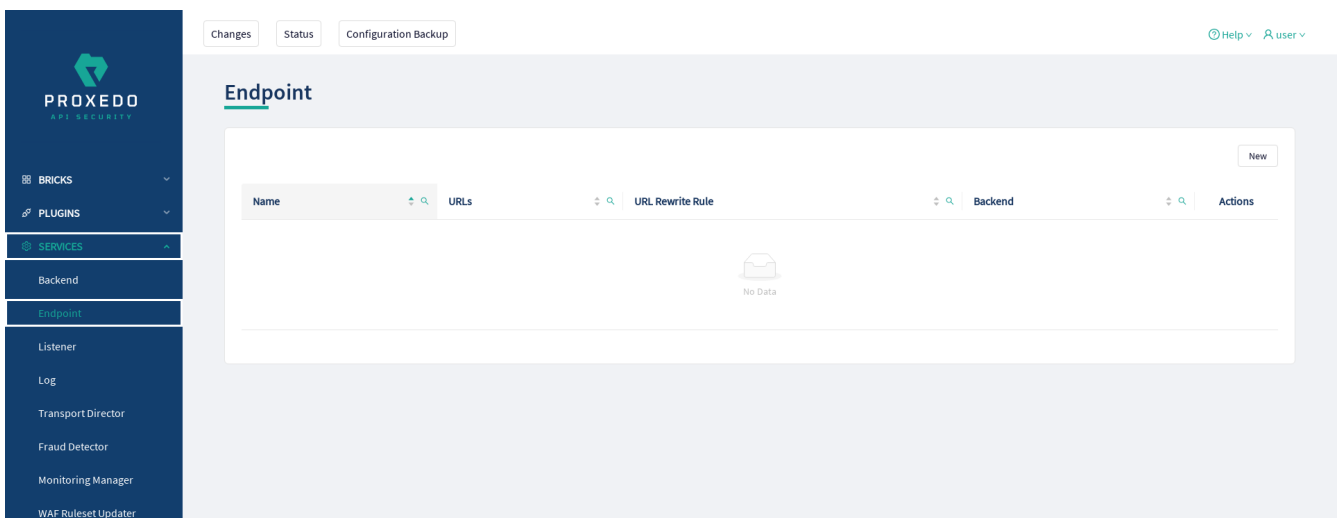 Changes Status Configuration Backup Help user
PROXEDO
API SECURITY
Endpoint
New
BRICKS
PLUGINS
SERVICES
Backend
Endpoint
Listener
Log
Transport Director
Fraud Detector
Monitoring Manager
WAF Ruleset Updater
Name URLs URL Rewrite Rule Backend Actions
No Data